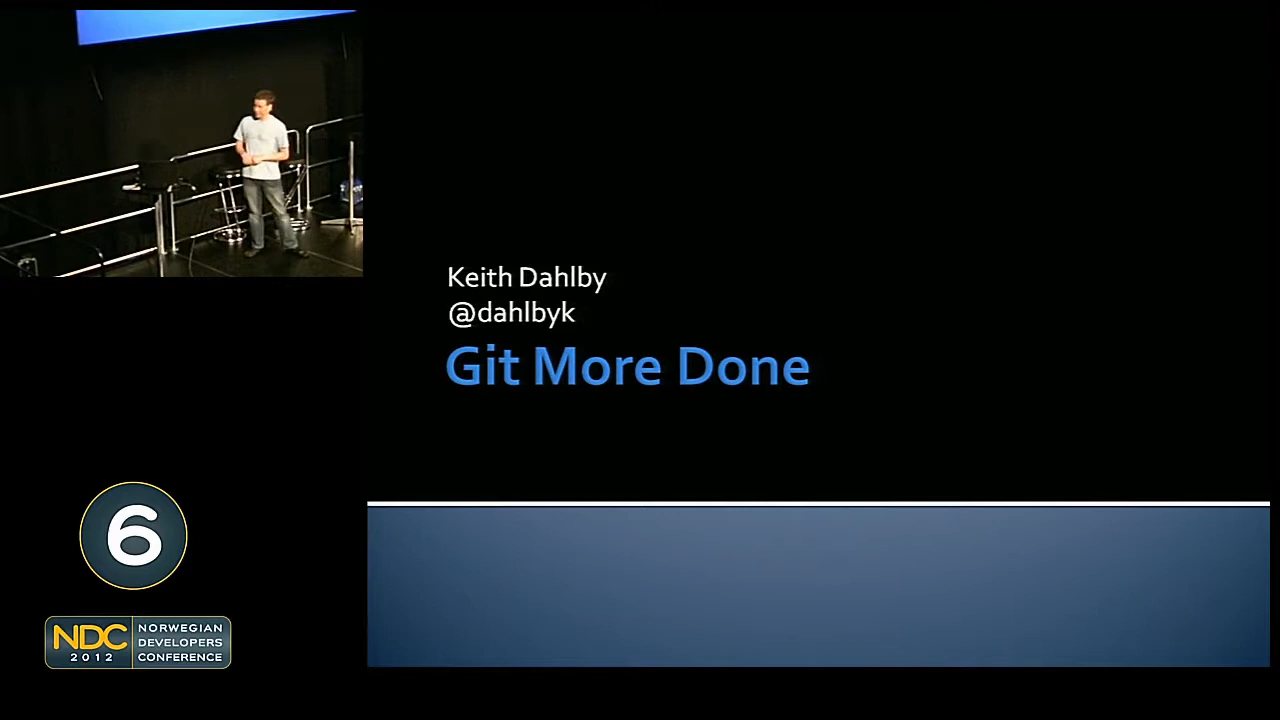 Keith Dahlby
@dahlbyk
Git More Done
6
NDC
2012
NORWEGIAN
DEVELOPERS
CONFERENCE